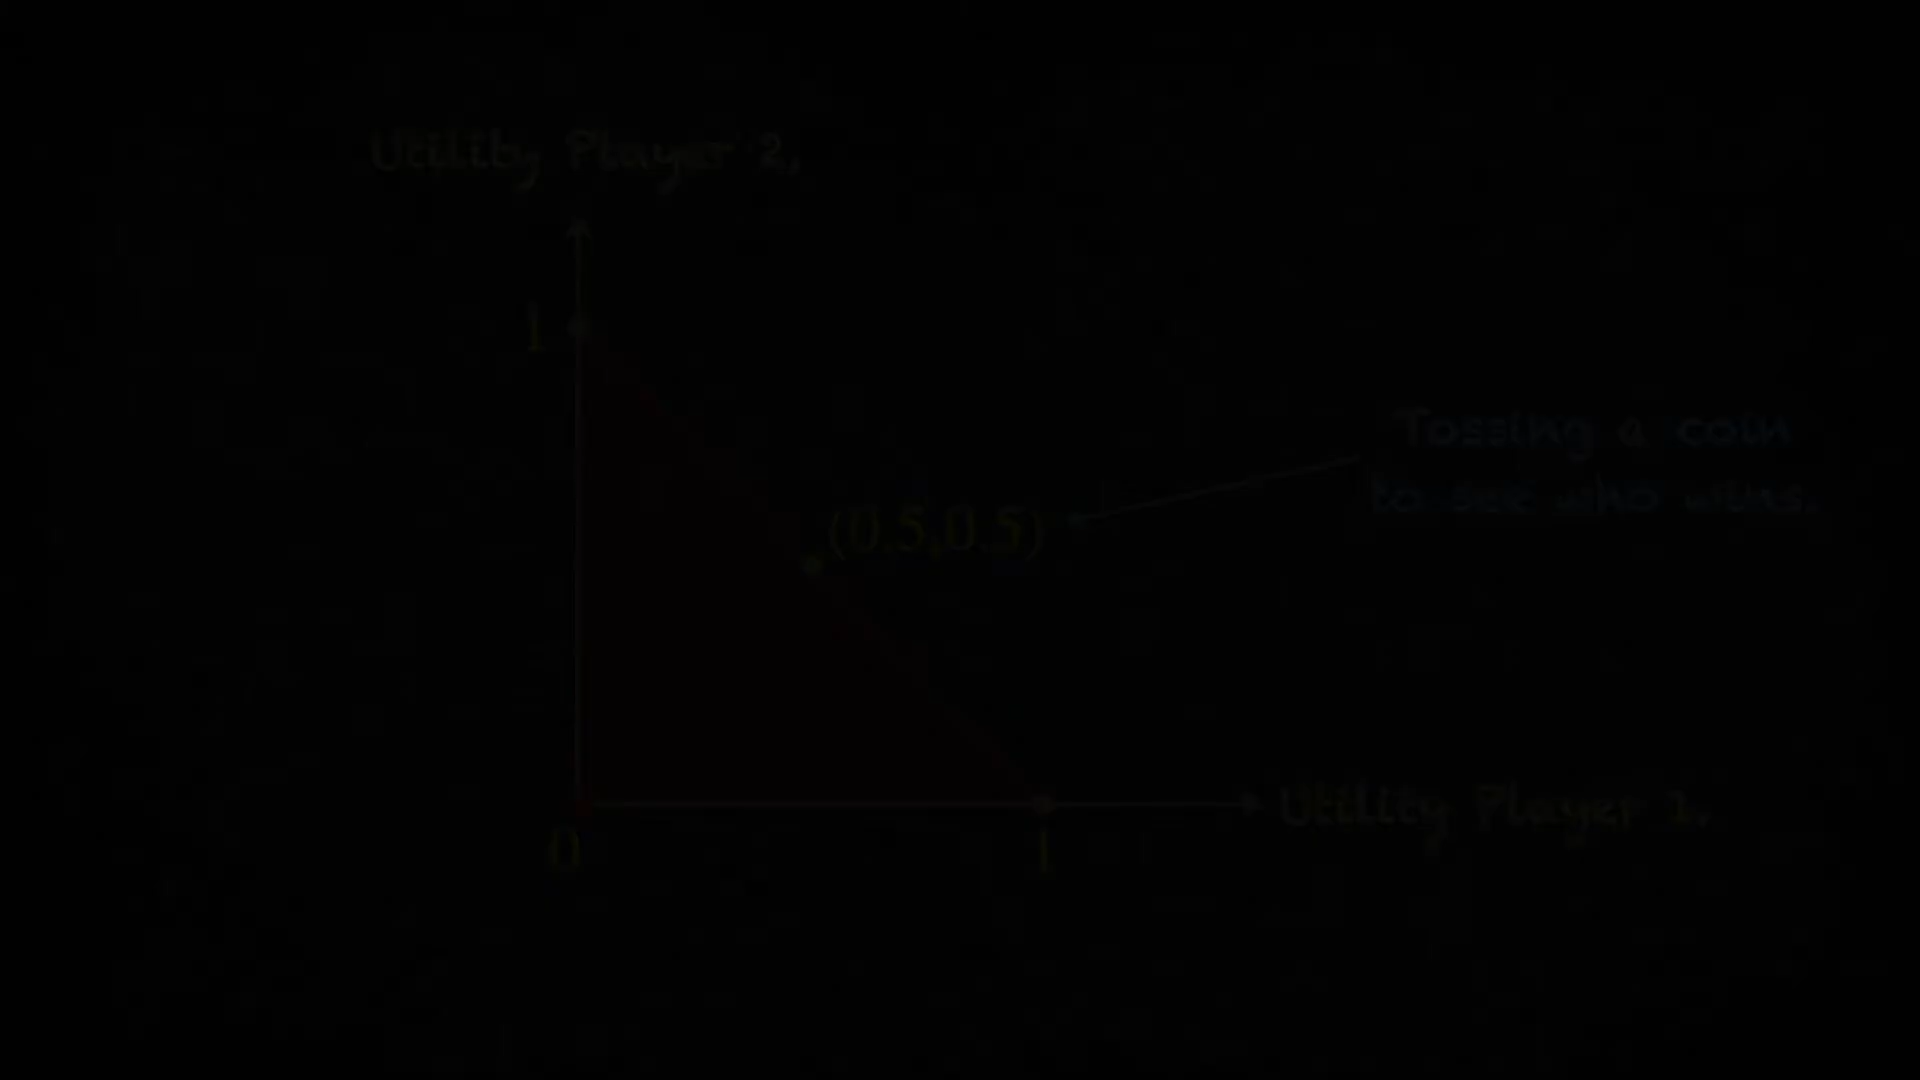 Utility Player 2.
1
Tossing a coin
to see who wins.
(0.5,0.5)
Utility Player 1.
0
1